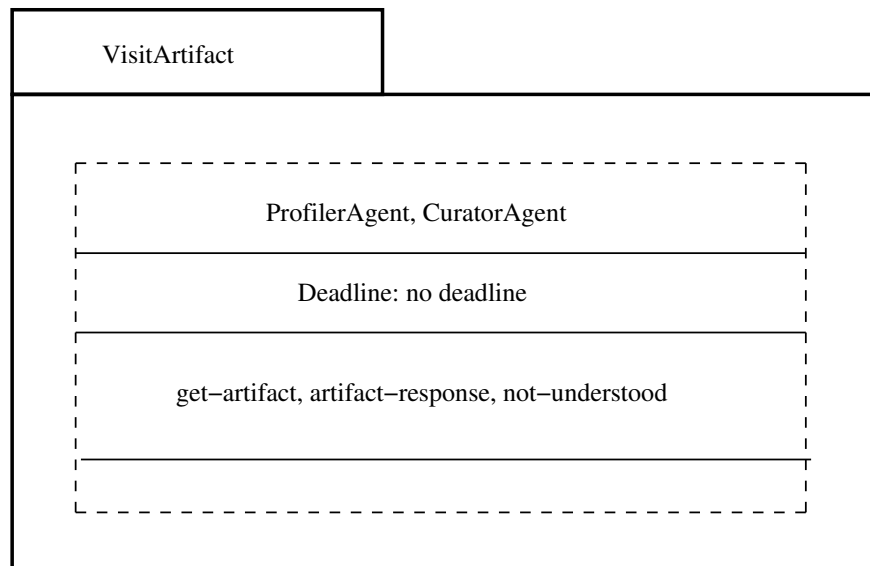 VisitArtifact
ProfilerAgent, CuratorAgent
Deadline: no deadline
get−artifact, artifact−response, not−understood